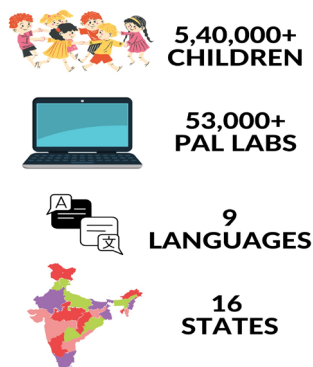 5,40,000+
CHILDREN
53,000+
PAL LABS
A
文
9
LANGUAGES
16
STATES